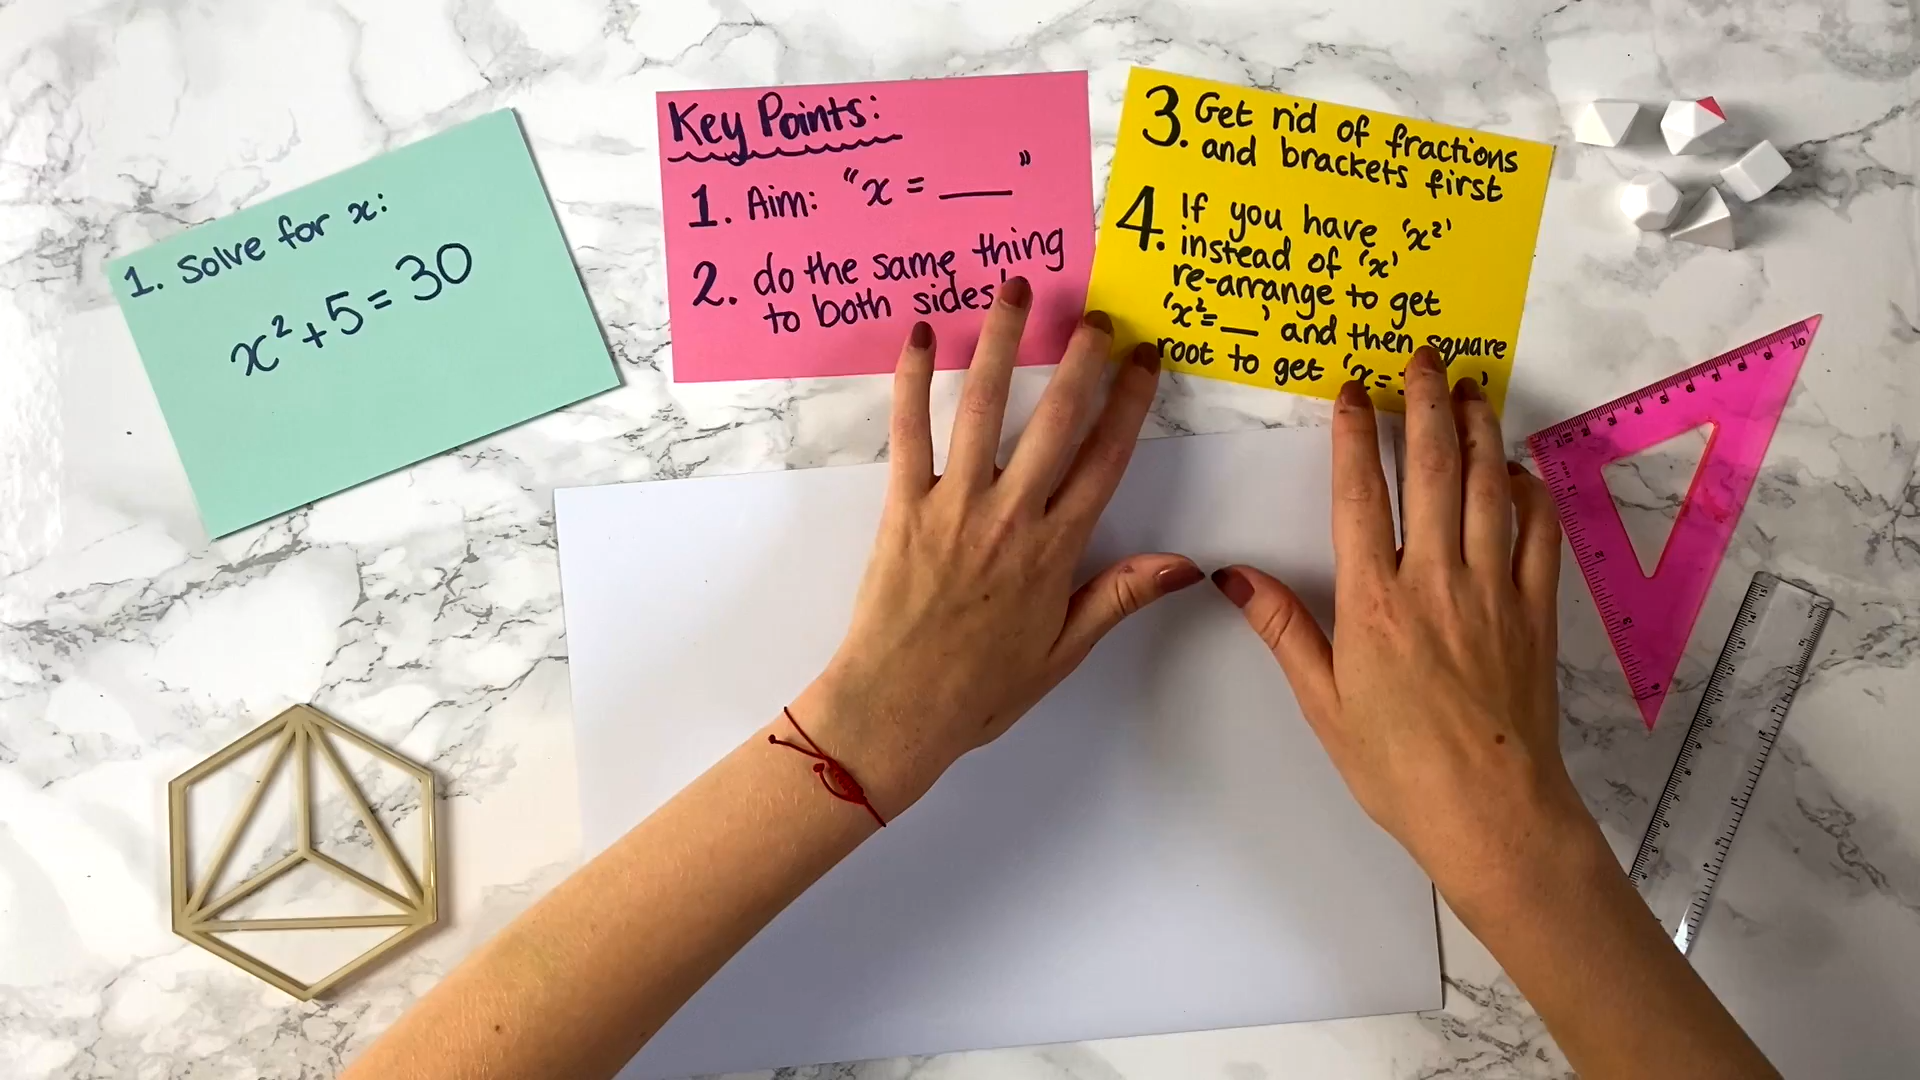 1. Solve for x:
x²+5=30
Key Points:
1. Aim: "x = ___"
2. do the same thing
to both sides
3. Get rid of fractions
and brackets first
4. If you have 'x²'
instead of 'x'
re-arrange to get
'x²=__' and then square
root to get 'x=